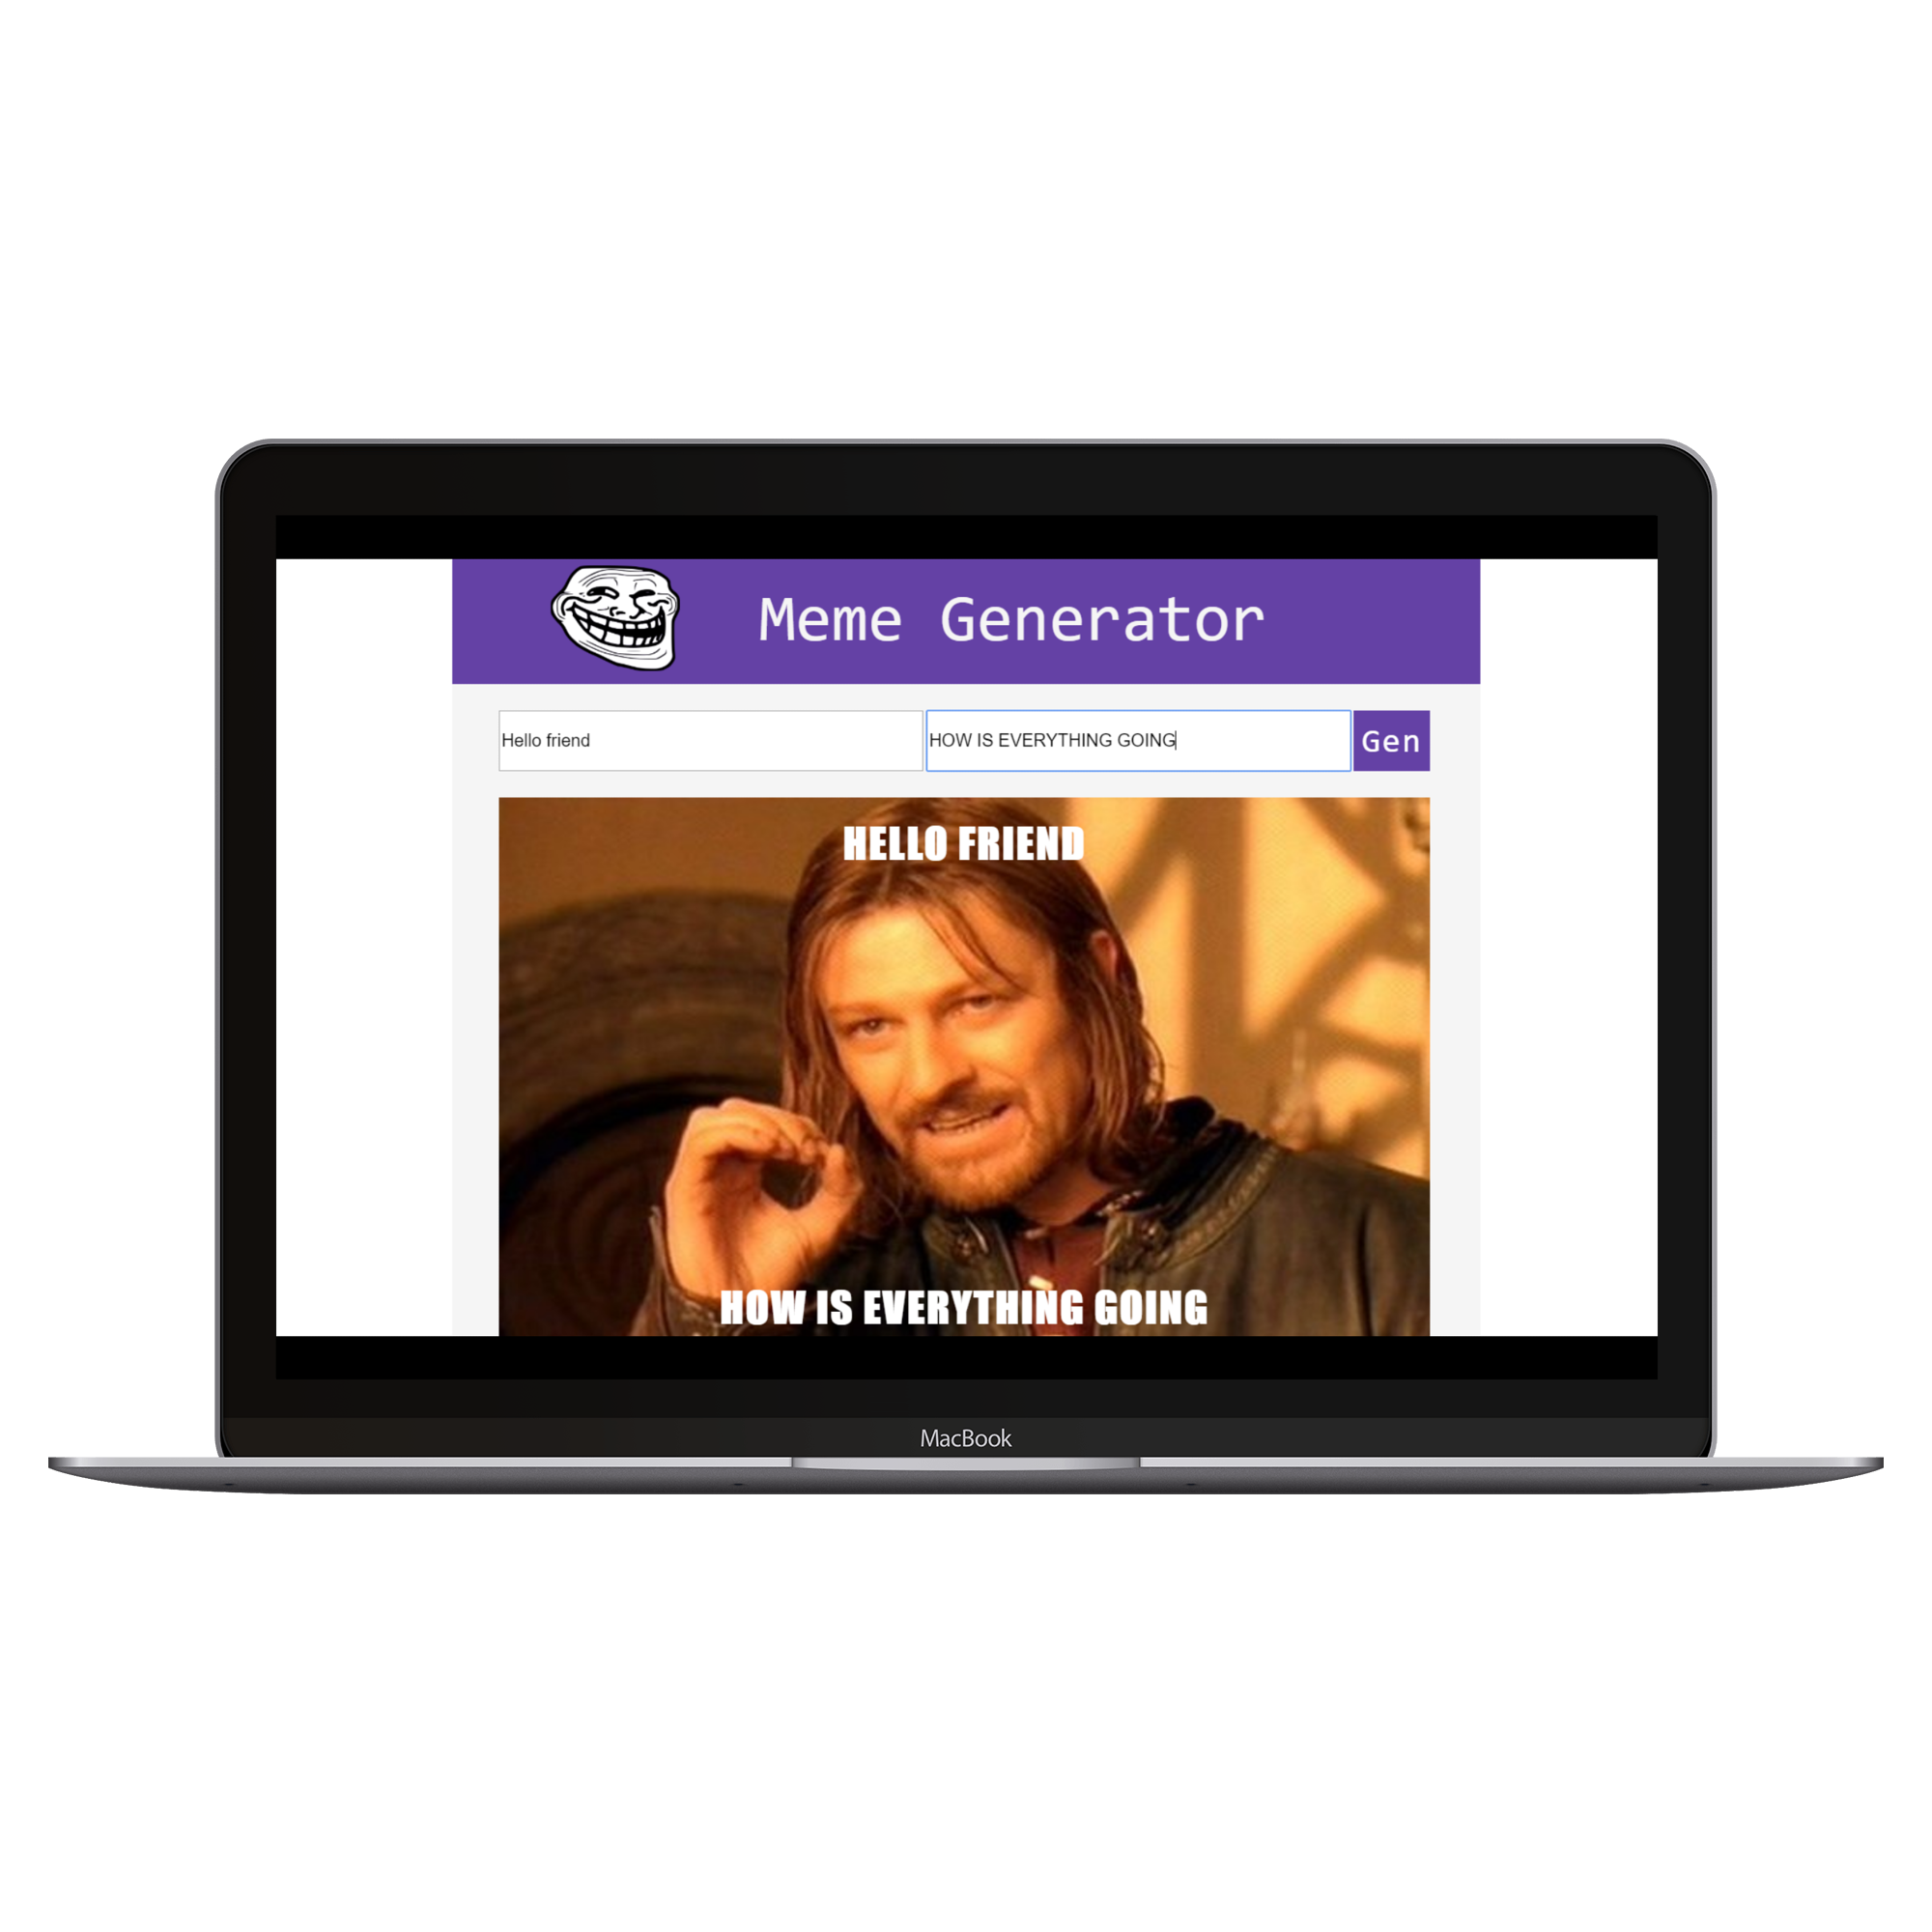 Meme Generator
Hello friend
HOW IS EVERYTHING GOING
Gen
HELLO FRIEND
HOW IS EVERYTHING GOING
MacBook